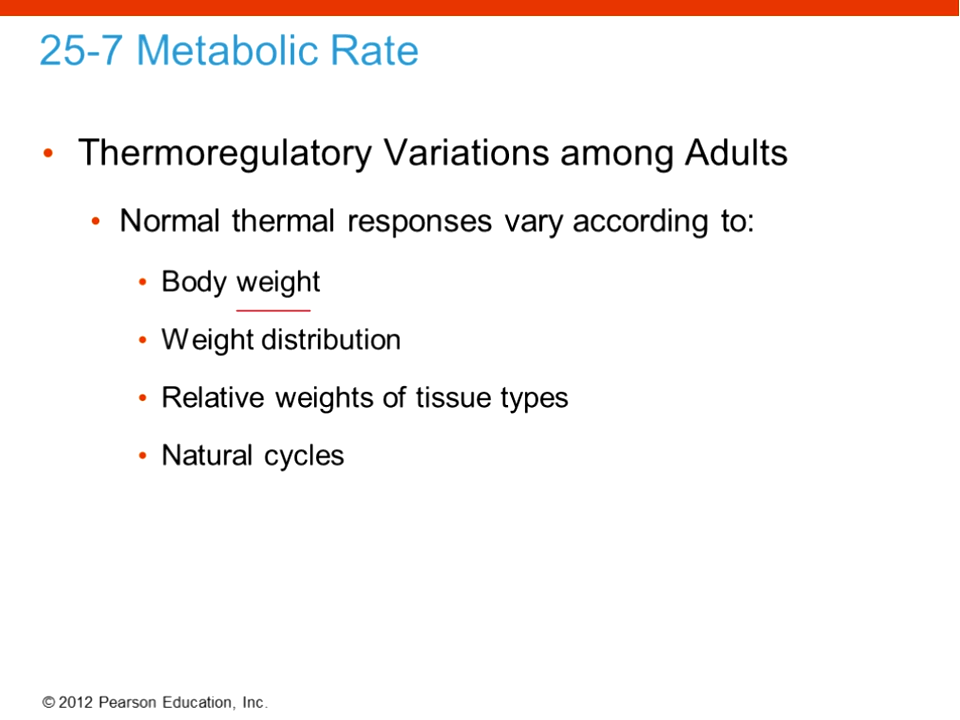 25-7 Metabolic Rate
• Thermoregulatory Variations among Adults
• Normal thermal responses vary according to:
• Body weight
• Weight distribution
• Relative weights of tissue types
• Natural cycles
© 2012 Pearson Education, Inc.